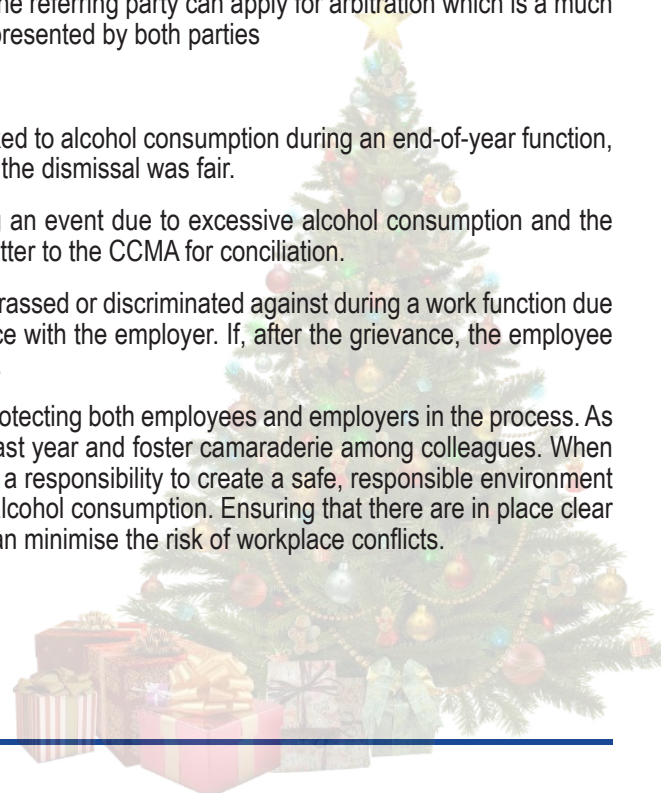 he referring party can apply for arbitration which is a much
presented by both parties
ked to alcohol consumption during an end-of-year function,
the dismissal was fair.
g an event due to excessive alcohol consumption and the
tter to the CCMA for conciliation.
rassed or discriminated against during a work function due
ce with the employer. If, after the grievance, the employee
rotecting both employees and employers in the process. As
ast year and foster camaraderie among colleagues. When
a responsibility to create a safe, responsible environment
alcohol consumption. Ensuring that there are in place clear
an minimise the risk of workplace conflicts.